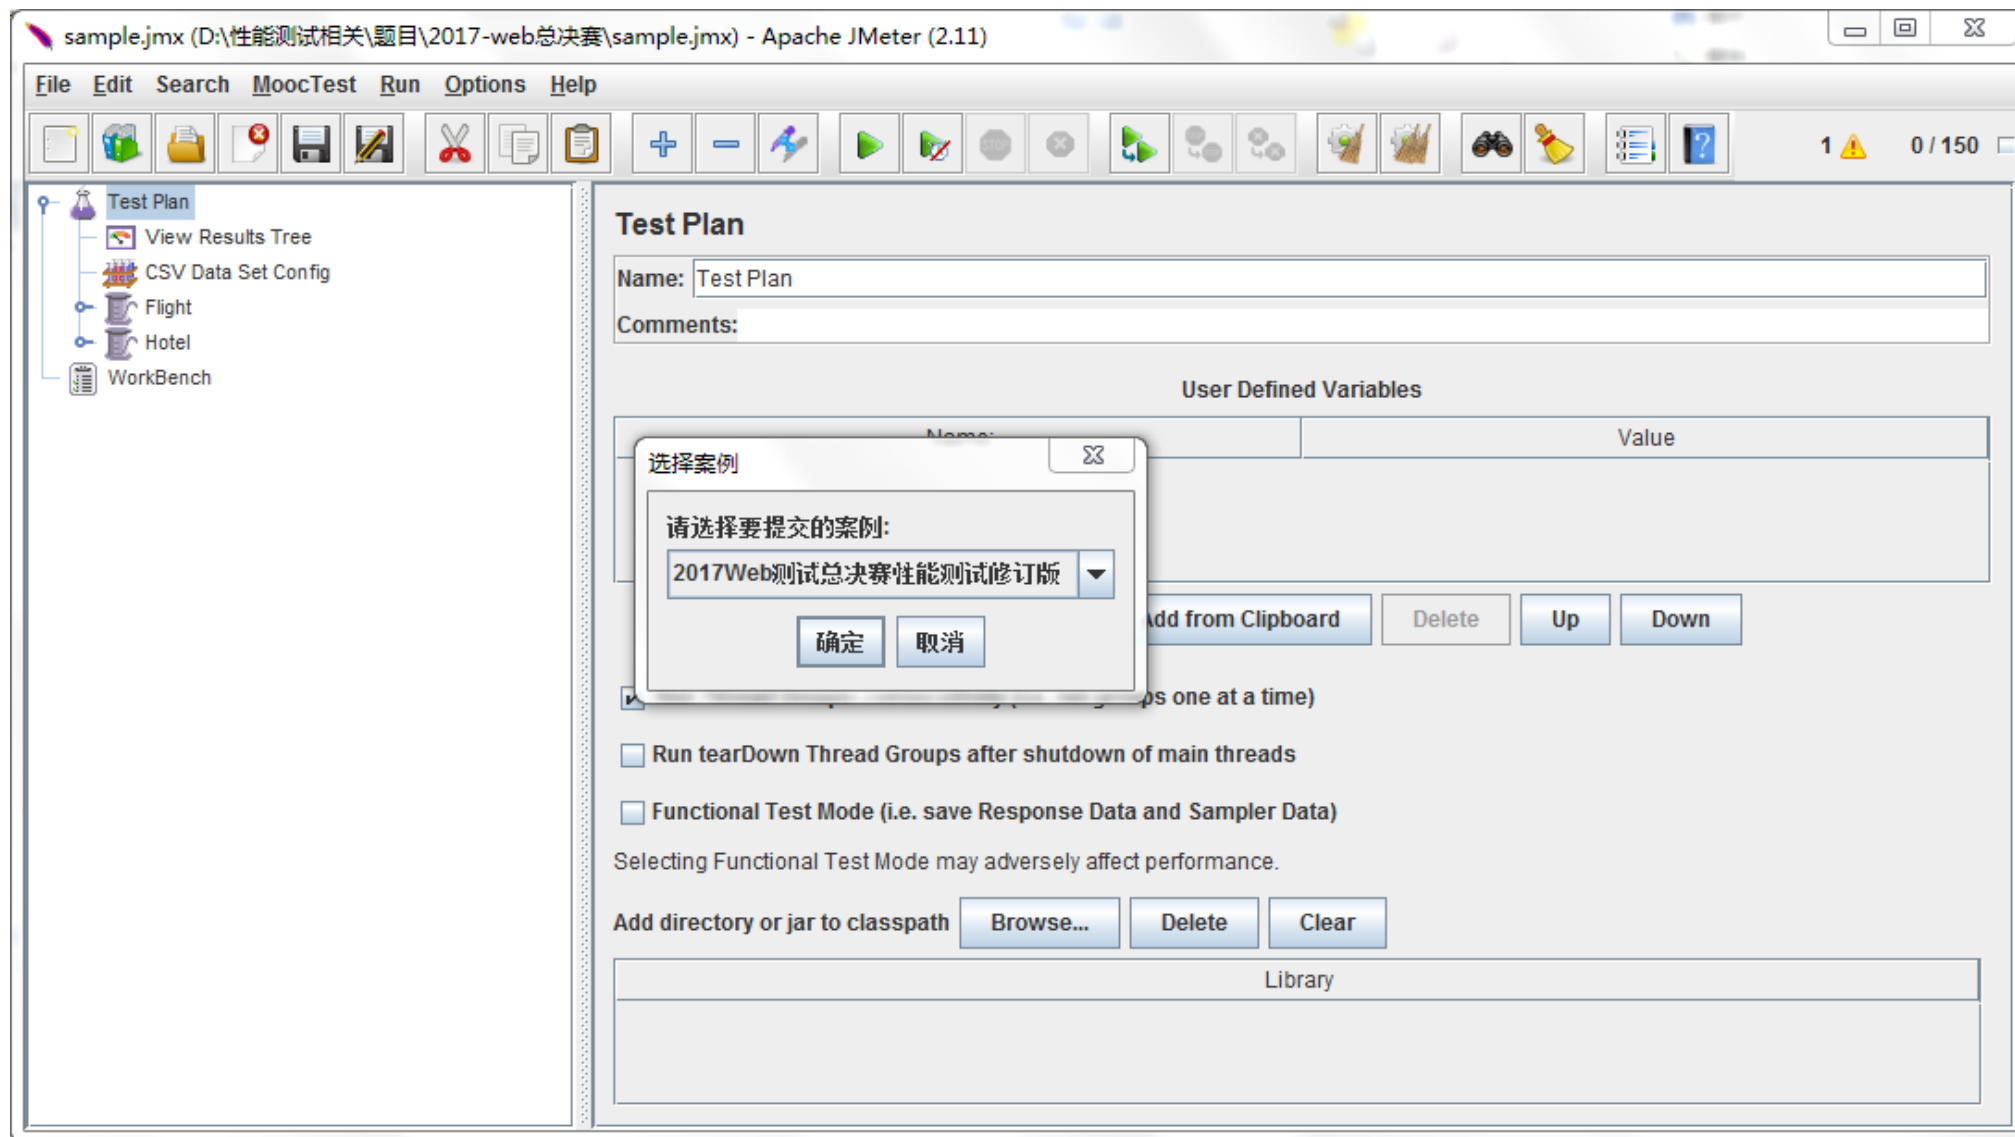 sample.jmx (D:\性能测试相关\题目\2017-web总决赛\sample.jmx) - Apache JMeter (2.11)
File Edit Search MoocTest Run Options Help
STOP
1 0 / 150
Test Plan
View Results Tree
CSV Data Set Config
Flight
Hotel
WorkBench
Test Plan
Name: Test Plan
Comments:
User Defined Variables
Name: Value
选择案例
请选择要提交的案例:
2017Web测试总决赛性能测试修订版
确定 取消
Add from Clipboard Delete Up Down
one at a time)
Run tearDown Thread Groups after shutdown of main threads
Functional Test Mode (i.e. save Response Data and Sampler Data)
Selecting Functional Test Mode may adversely affect performance.
Add directory or jar to classpath Browse... Delete Clear
Library